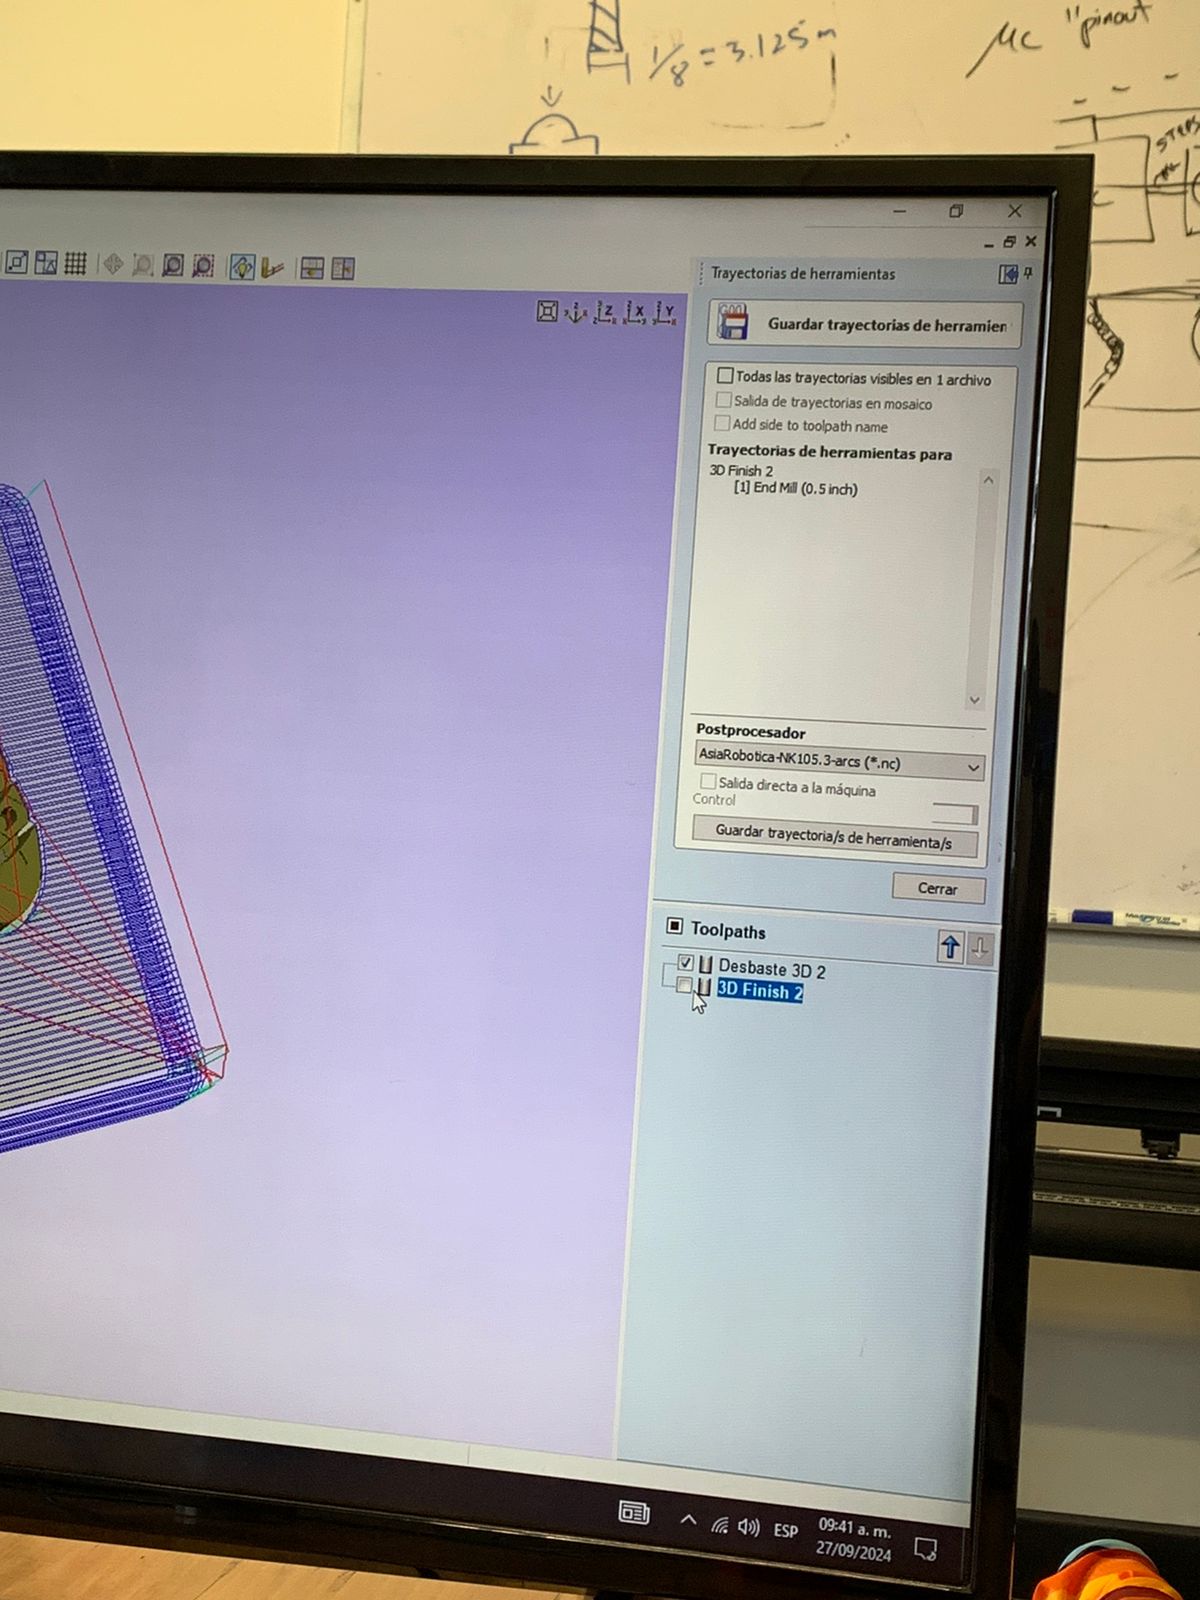 1/8 = 3.125 m
µc "pinout
Trayectorias de herramientas
Guardar trayectorias de herramien
Todas las trayectorias visibles en 1 archivo
Salida de trayectorias en mosaico
Add side to toolpath name
Trayectorias de herramientas para
3D Finish 2
[1] End Mill (0.5 inch)
Postprocesador
AsiaRobotica-NK105.3-arcs (*.nc)
Salida directa a la máquina
Control
Guardar trayectoria/s de herramienta/s
Cerrar
Toolpaths
Desbaste 3D 2
3D Finish 2
ESP
09:41 a. m.
27/09/2024